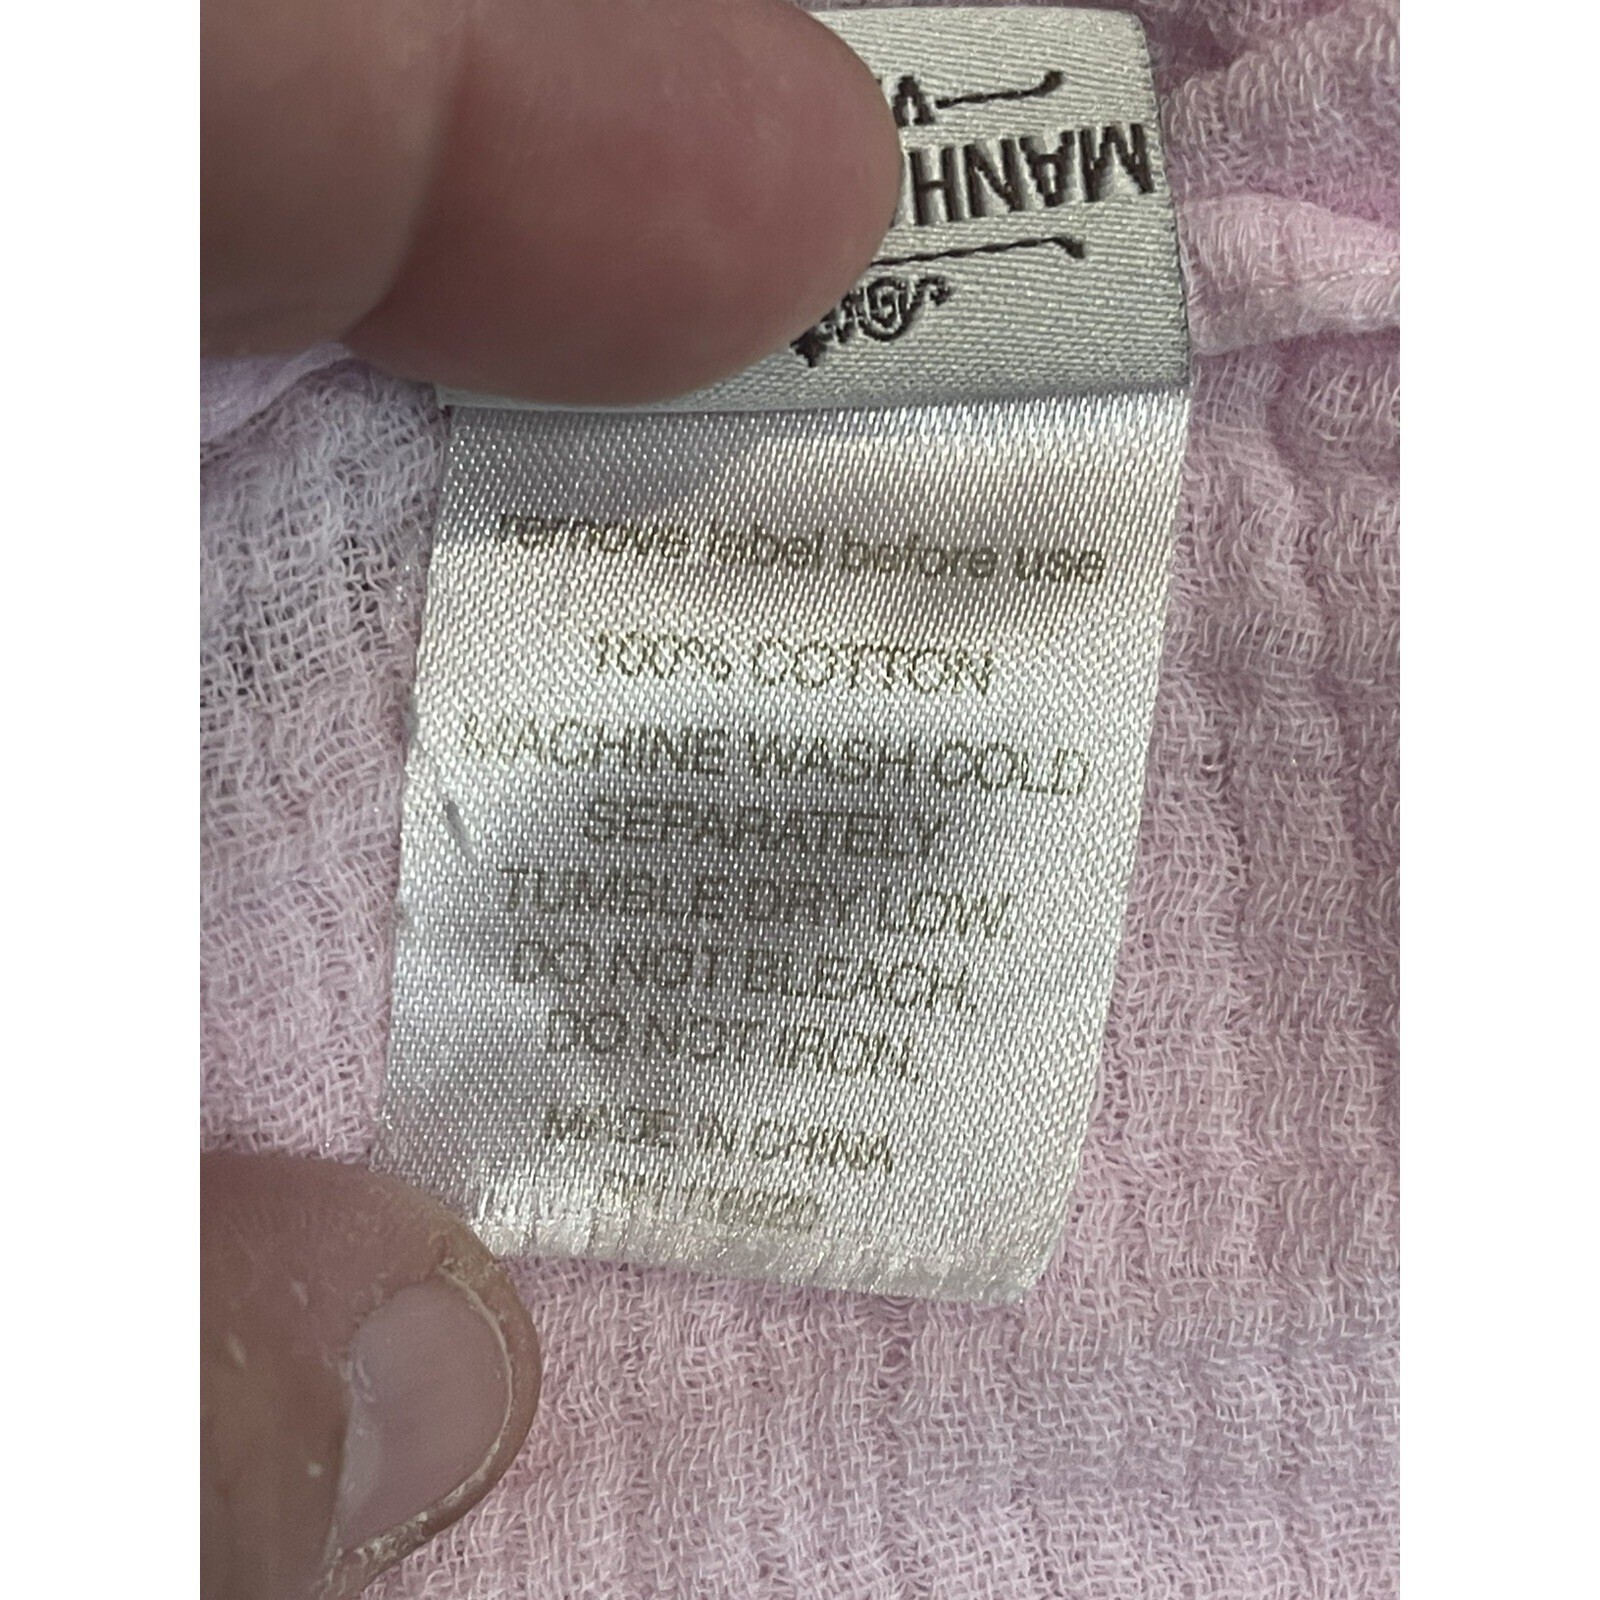 MANH
remove label before use
100% COTTON
MACHINE WASH COLD
SEPARATELY
TUMBLE DRY LOW.
DO NOT BLEACH.
DO NOT IRON.
MADE IN CHINA